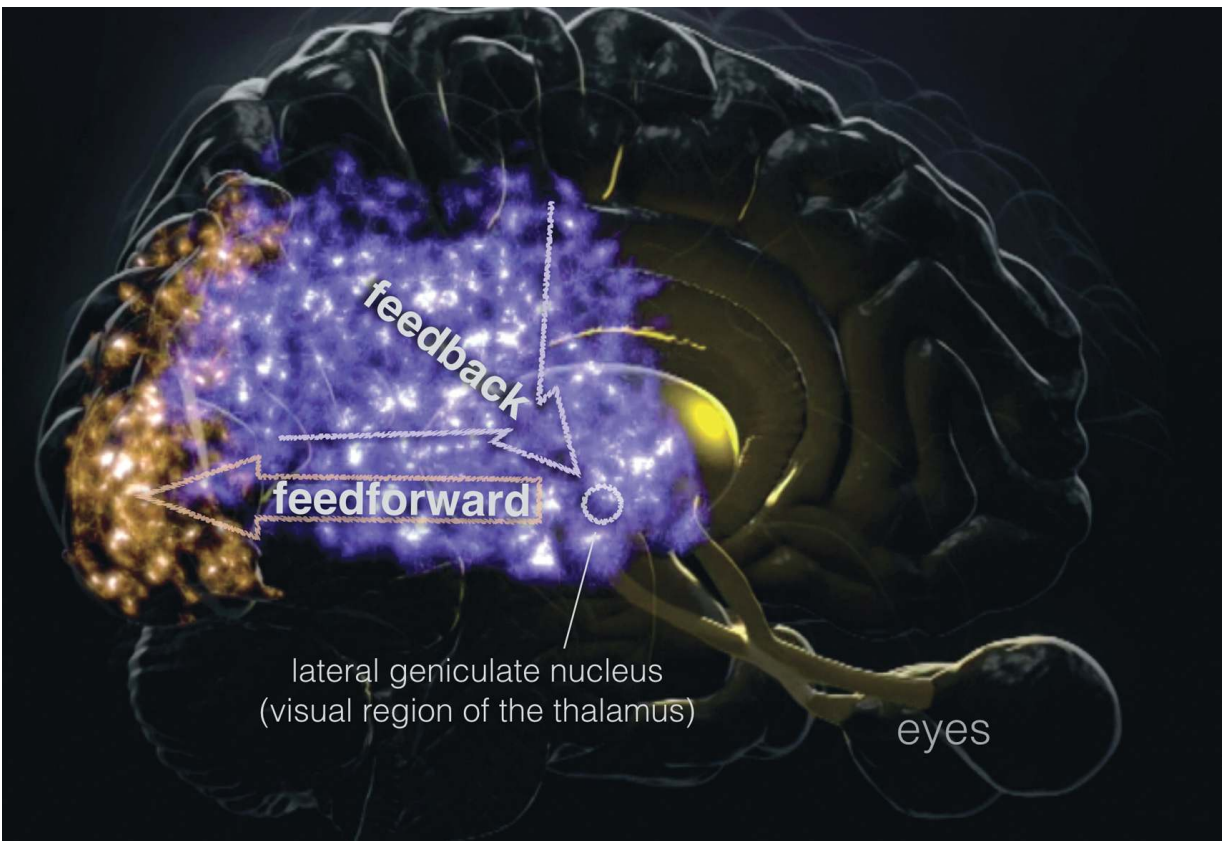 feedback
feedforward
lateral geniculate nucleus
(visual region of the thalamus)
eyes